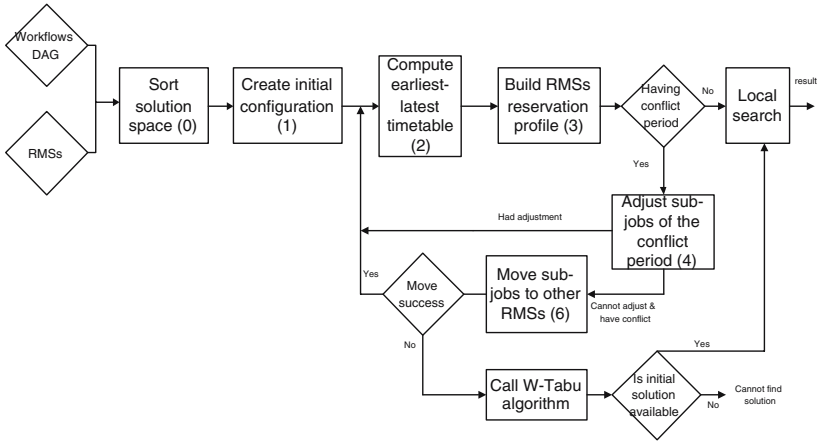 Workflows
DAG
RMSs
Sort
solution
space (0)
Create initial
configuration
(1)
Compute
earliest-
latest
timetable
(2)
Build RMSs
reservation
profile (3)
Having
conflict
period
No
Local
search
result
Yes
Adjust sub-
jobs of the
conflict
period (4)
Had adjustment
Cannot adjust &
have conflict
Move sub-
jobs to other
RMSs (6)
Move
success
Yes
No
Call W-Tabu
algorithm
Is initial
solution
available
Yes
No
Cannot find
solution